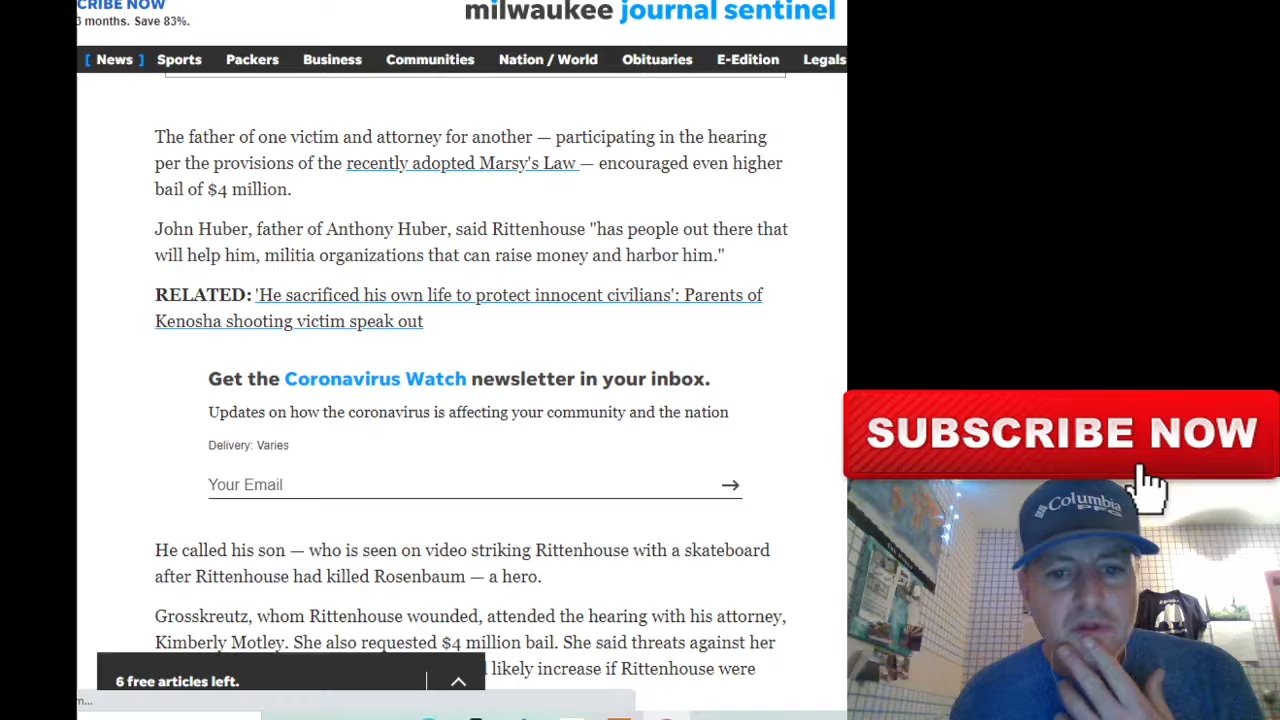 CRIBE NOW
3 months. Save 83%.
milwaukee journal sentinel
[ News ] Sports Packers Business Communities Nation / World Obituaries E-Edition Legals
The father of one victim and attorney for another — participating in the hearing
per the provisions of the recently adopted Marsy's Law — encouraged even higher
bail of $4 million.
John Huber, father of Anthony Huber, said Rittenhouse "has people out there that
will help him, militia organizations that can raise money and harbor him."
RELATED: 'He sacrificed his own life to protect innocent civilians': Parents of
Kenosha shooting victim speak out
Get the Coronavirus Watch newsletter in your inbox.
Updates on how the coronavirus is affecting your community and the nation
Delivery: Varies
Your Email
He called his son — who is seen on video striking Rittenhouse with a skateboard
after Rittenhouse had killed Rosenbaum — a hero.
Grosskreutz, whom Rittenhouse wounded, attended the hearing with his attorney,
Kimberly Motley. She also requested $4 million bail. She said threats against her
likely increase if Rittenhouse were
6 free articles left.
m...
SUBSCRIBE NOW
Columbia
PFG